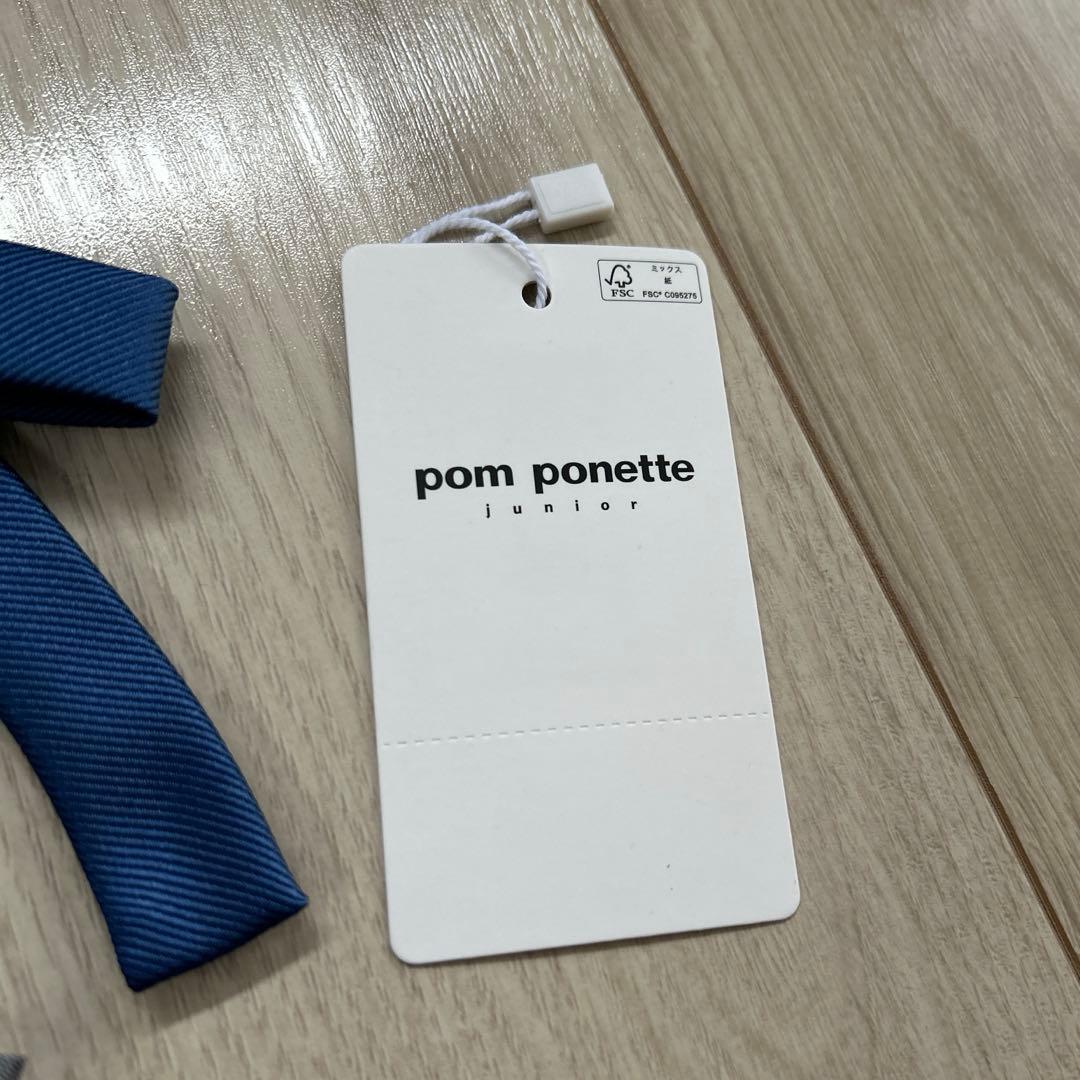 FSC
ミックス
紙
FSC® C095275
pom ponette
junior